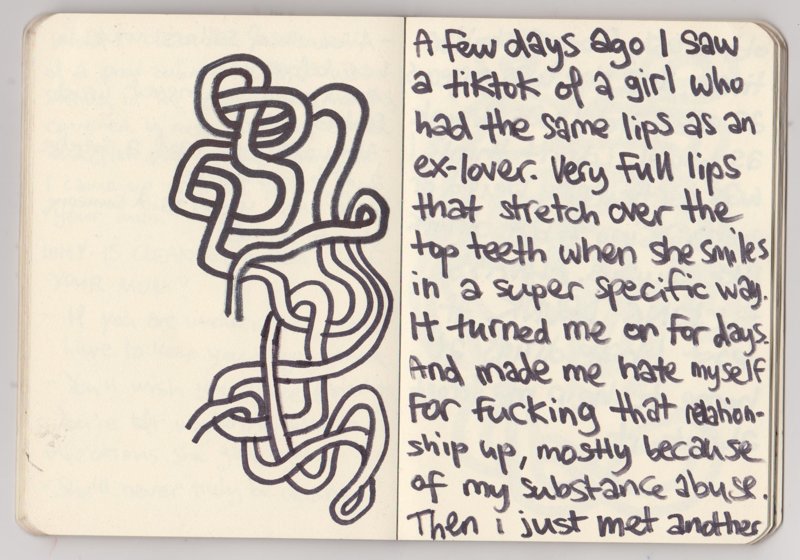 A few days ago I saw
a tiktok of a girl who
had the same lips as an
ex-lover. Very full lips
that stretch over the
top teeth when she smiles
in a super specific way.
It turned me on for days.
And made me hate myself
for fucking that relation-
ship up, mostly because
of my substance abuse.
Then i just met another